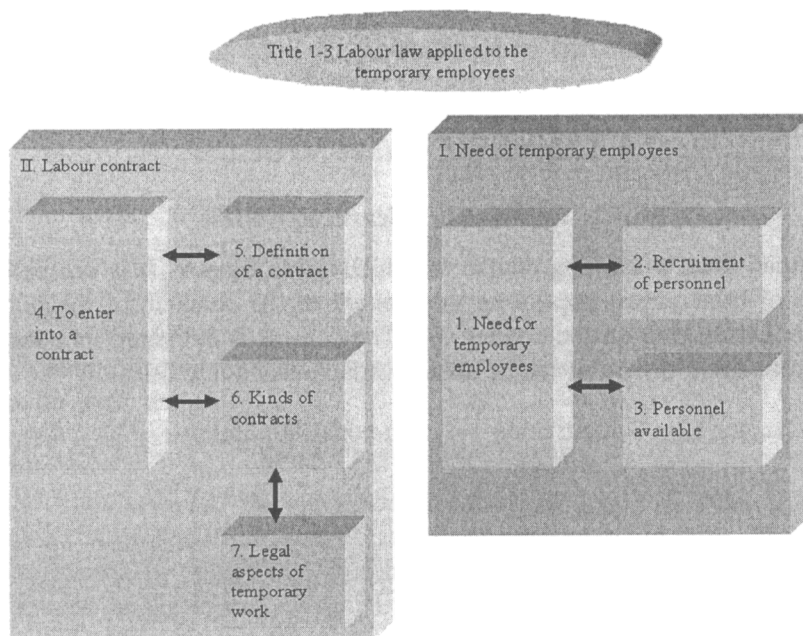 Title 1-3 Labour law applied to the
temporary employees
II. Labour contract
4. To enter
into a
contract
5. Definition
of a contract
6. Kinds of
contracts
7. Legal
aspects of
temporary
work
I. Need of temporary employees
1. Need for
temporary
employees
2. Recruitment
of personnel
3. Personnel
available